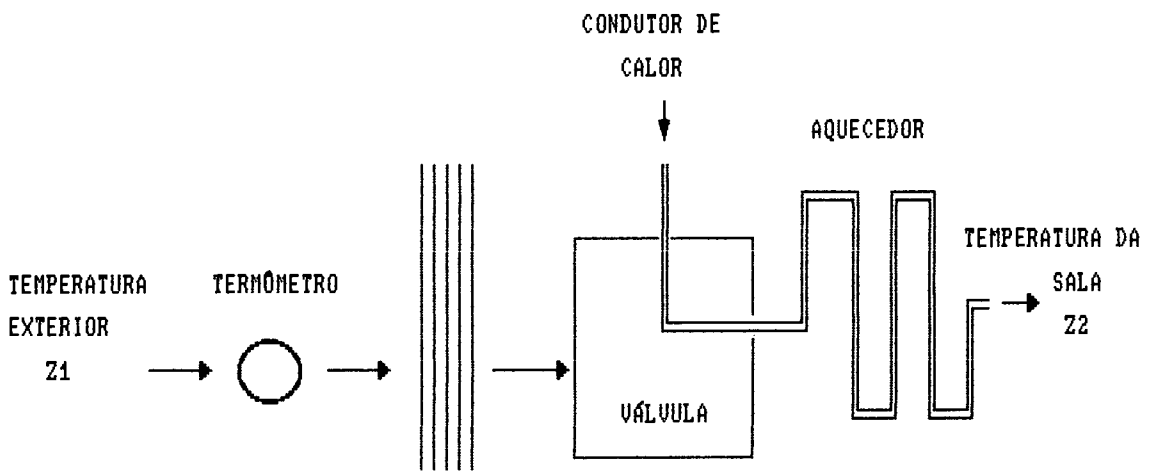 CONDUTOR DE
CALOR
AQUECEDOR
TEMPERATURA DA
SALA
Z2
TEMPERATURA
EXTERIOR
Z1
TERMÔMETRO
VÁLVULA